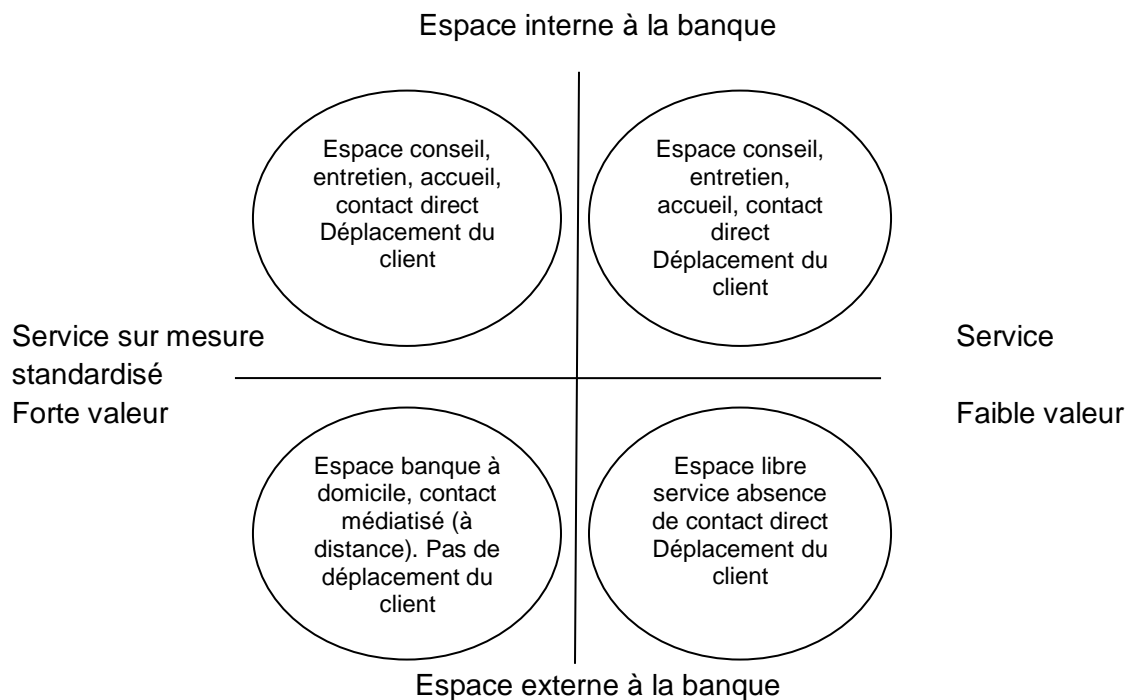 Espace interne à la banque
Espace conseil,
entretien, accueil,
contact direct
Déplacement du
client
Espace conseil,
entretien,
accueil, contact
direct
Déplacement du
client
Service sur mesure
standardisé
Forte valeur
Service
Faible valeur
Espace banque à
domicile, contact
médiatisé (à
distance). Pas de
déplacement du
client
Espace libre
service absence
de contact direct
Déplacement du
client
Espace externe à la banque